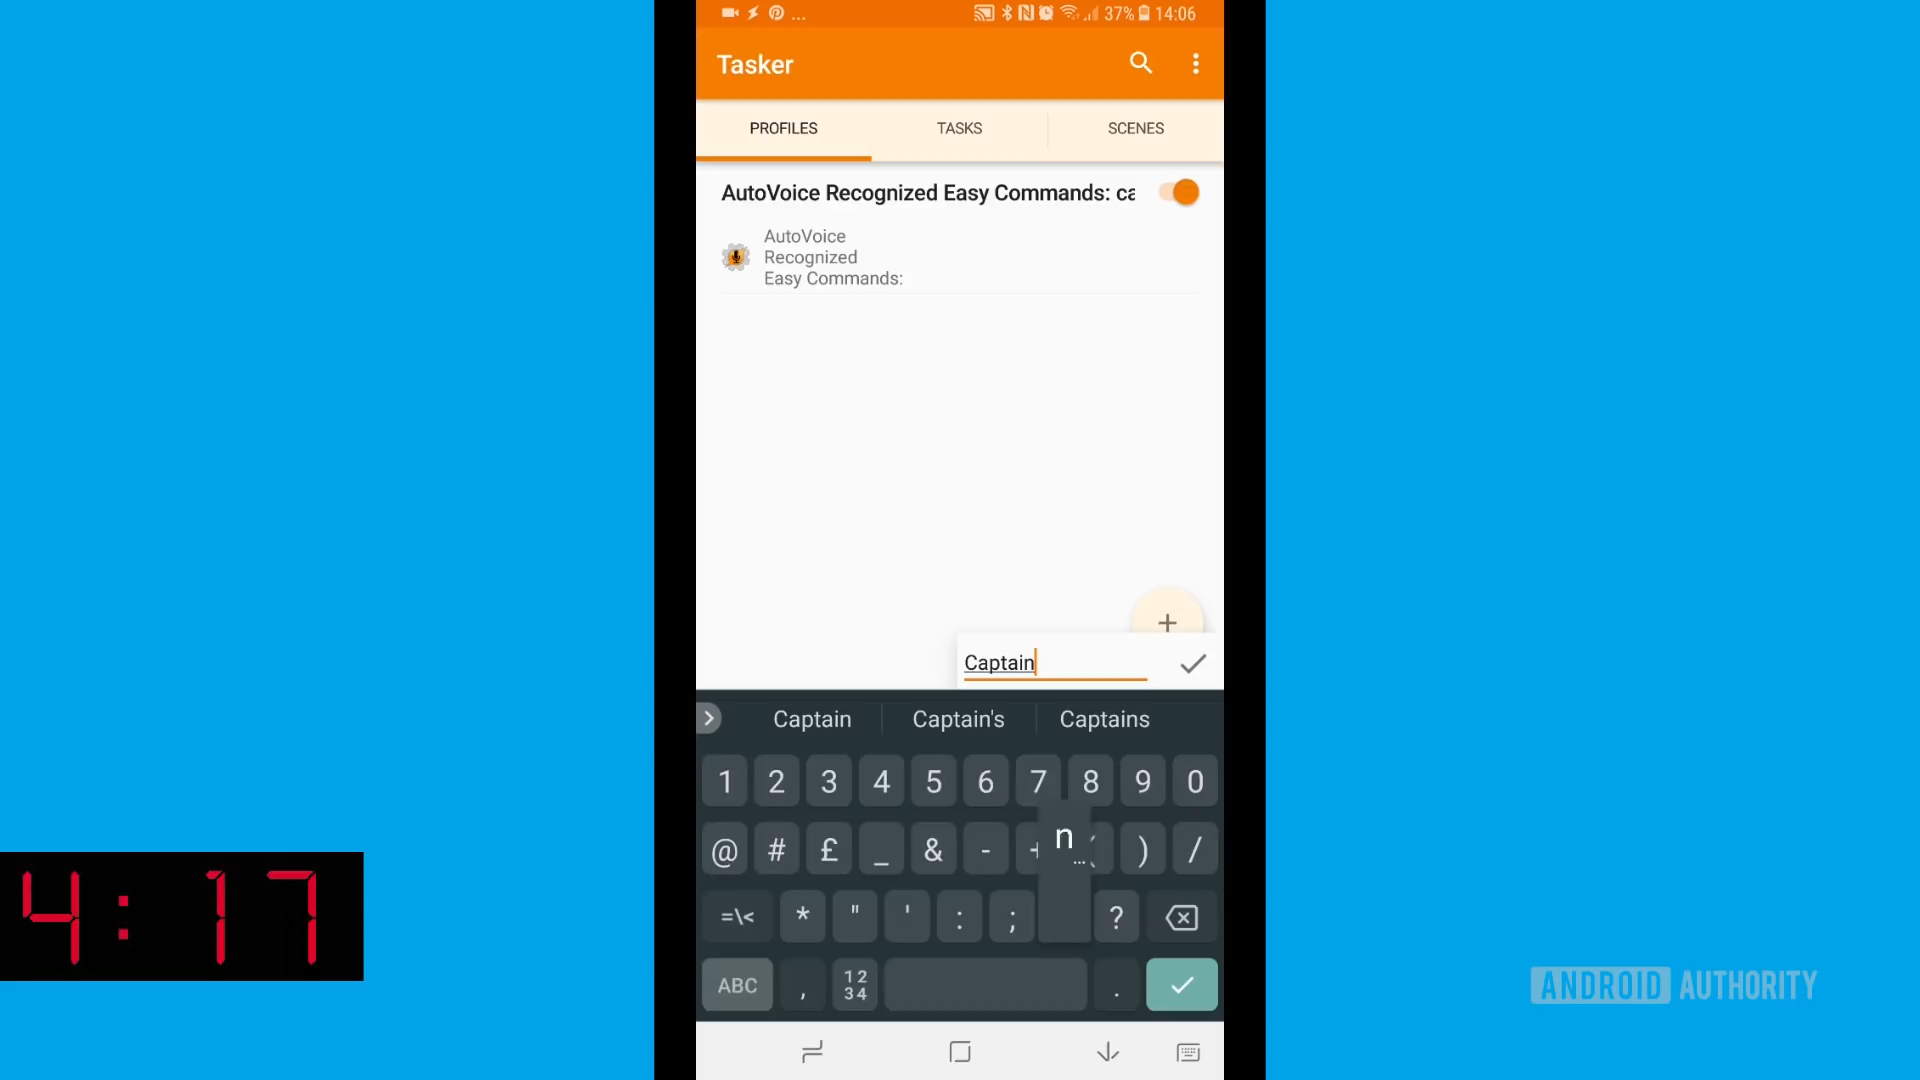 ... 37% 14:06
Tasker
PROFILES TASKS SCENES
AutoVoice Recognized Easy Commands: ca
AutoVoice
Recognized
Easy Commands:
+
Captain
Captain Captain's Captains
1 2 3 4 5 6 7 8 9 0
@ # £ _ & - + n... ( ) /
=\< * " ' : ; ?
ABC , 12 34 .
4:17
ANDROID AUTHORITY